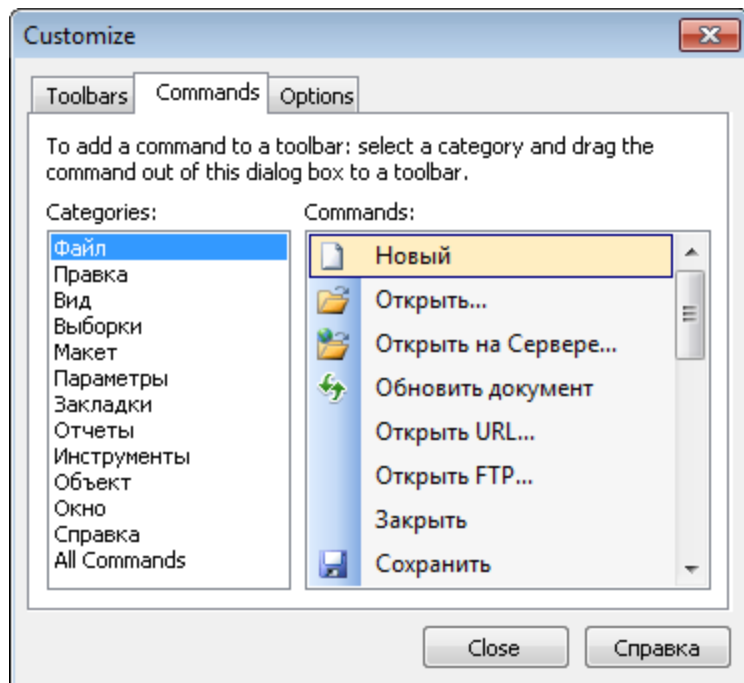 Customize
Toolbars
Commands
Options
To add a command to a toolbar: select a category and drag the
command out of this dialog box to a toolbar.
Categories:
Commands:
Файл
Правка
Вид
Выборки
Макет
Параметры
Закладки
Отчеты
Инструменты
Объект
Окно
Справка
All Commands
Новый
Открыть...
Открыть на Сервере...
Обновить документ
Открыть URL...
Открыть FTP...
Закрыть
Сохранить
Close
Справка